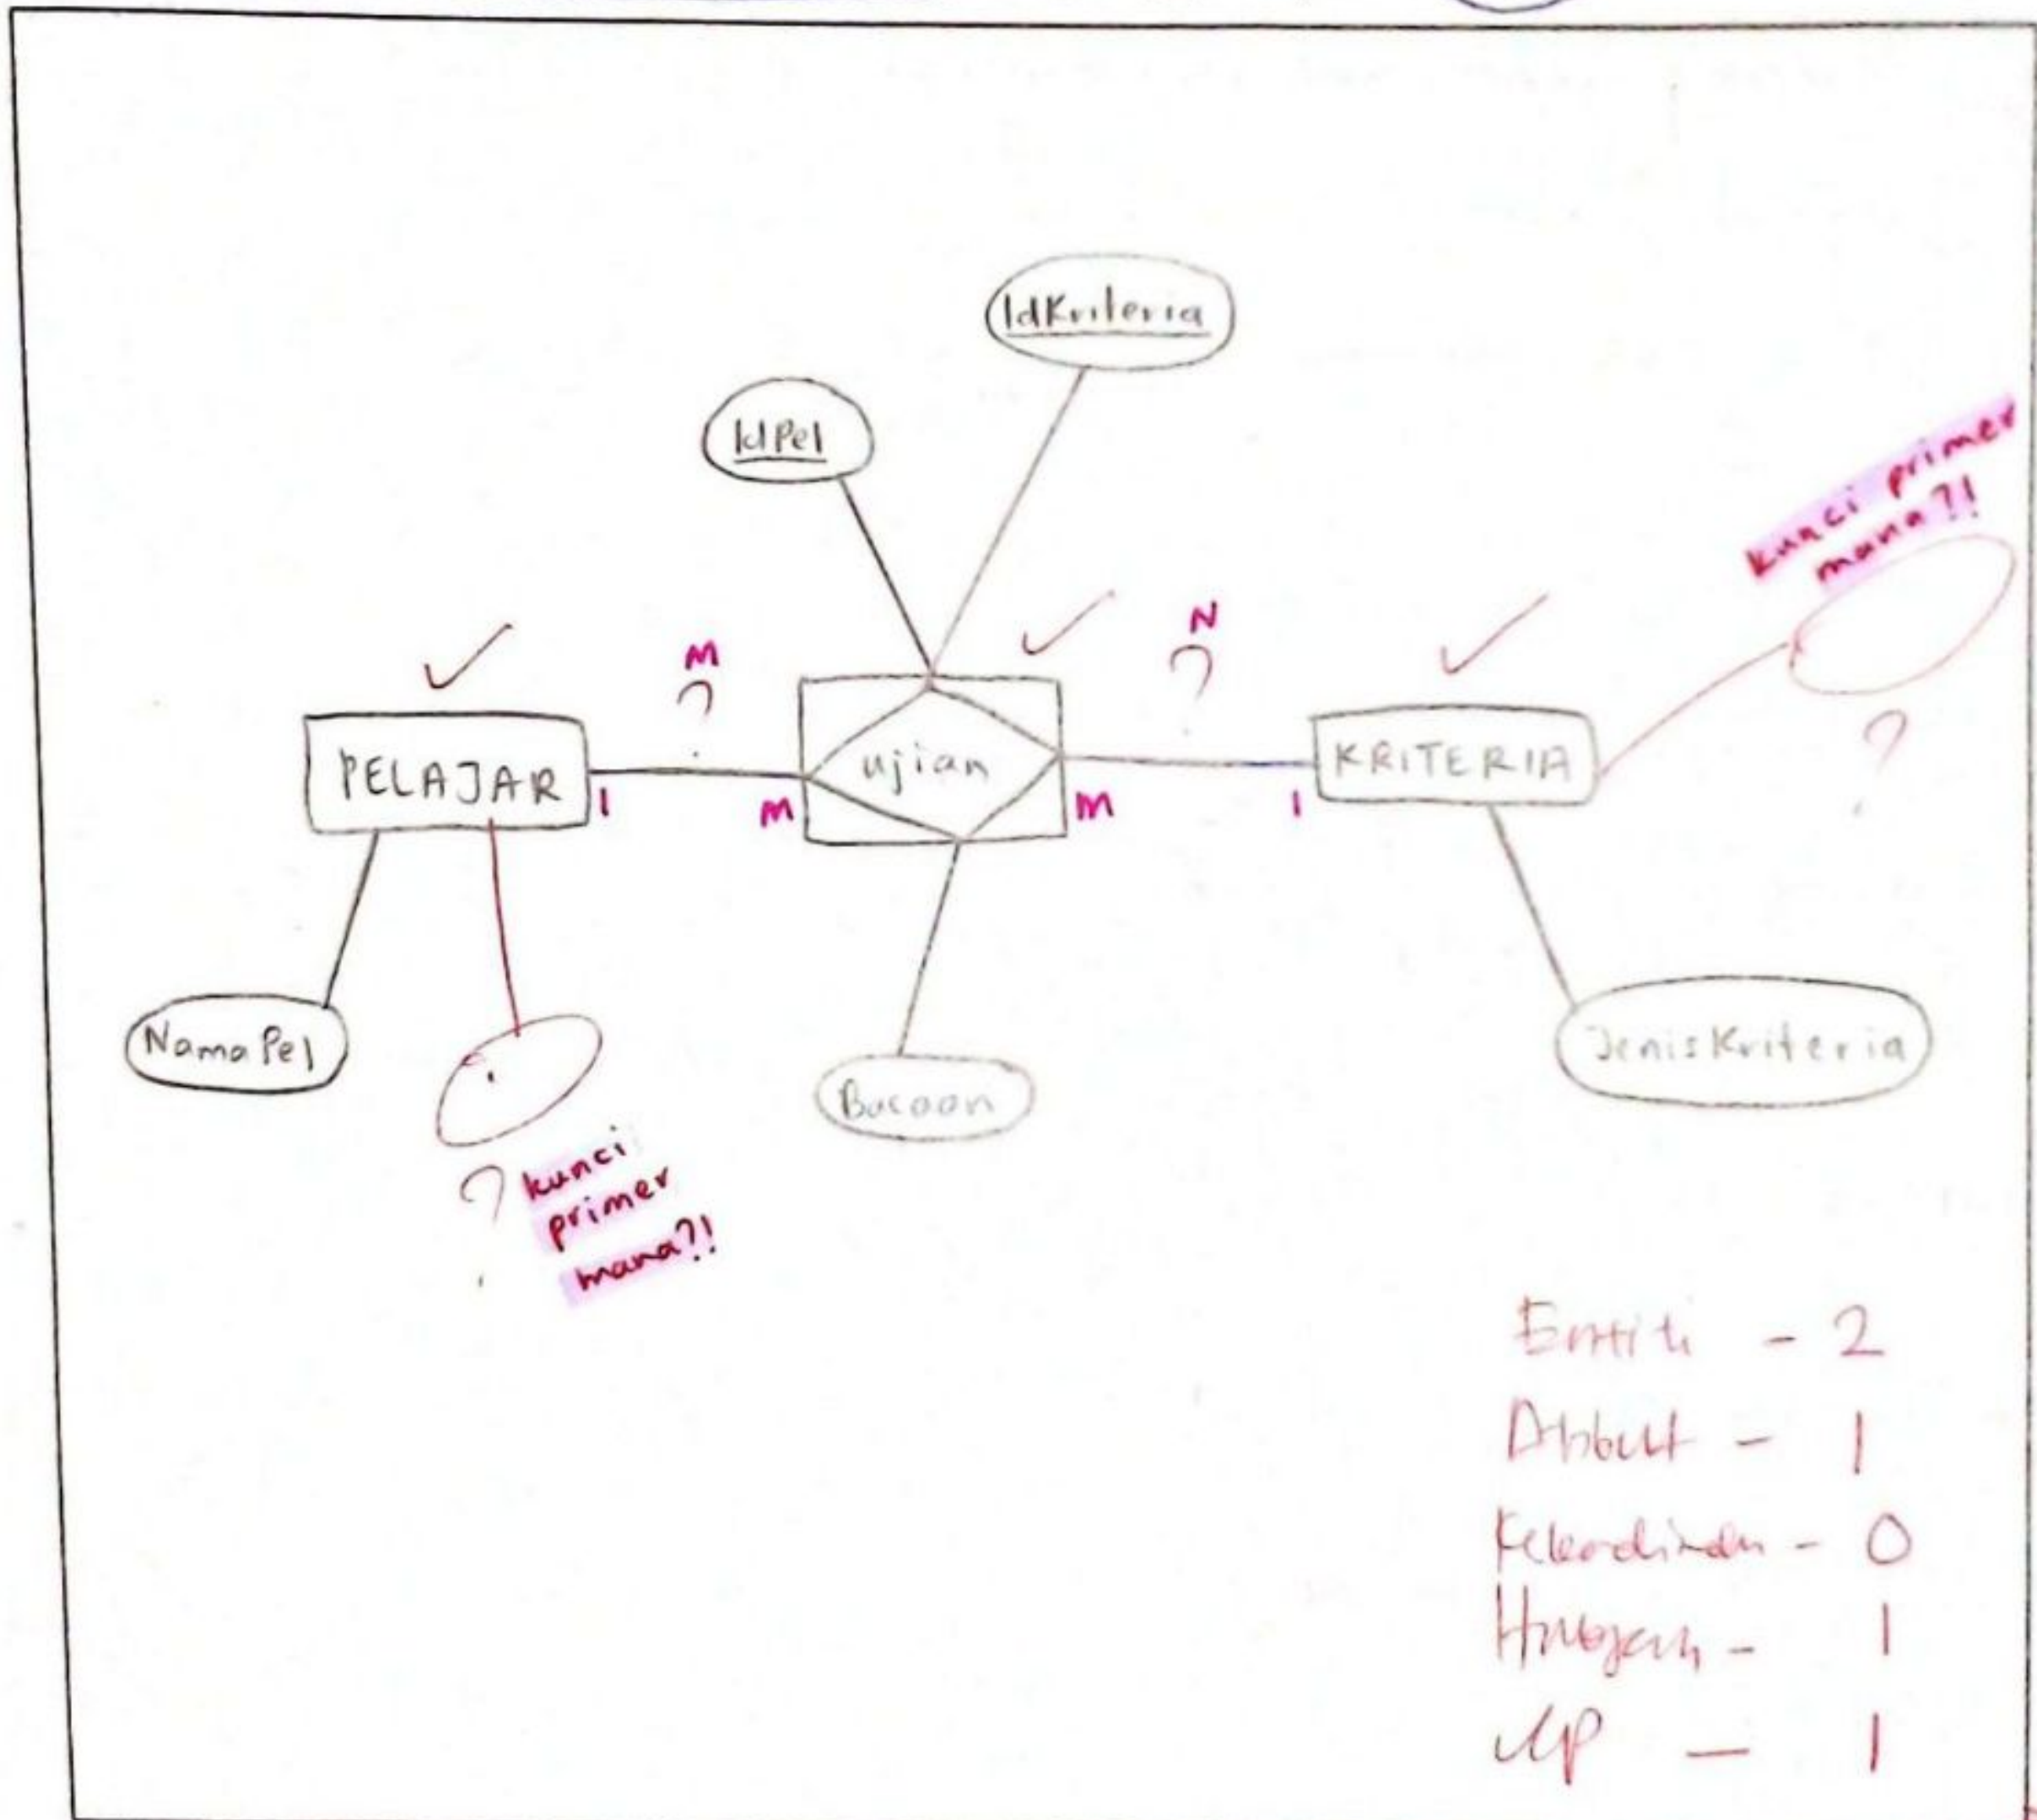 IdKriteria
IdPel
kunci primer
mana?!
M
?
N
?
?
PELAJAR
1
M
ujian
M
1
KRITERIA
NamaPel
Bacaan
JenisKriteria
?
kunci
primer
mana?!
Entiti - 2
Atribut - 1
Kekardinalan - 0
Hubungan - 1
KP - 1